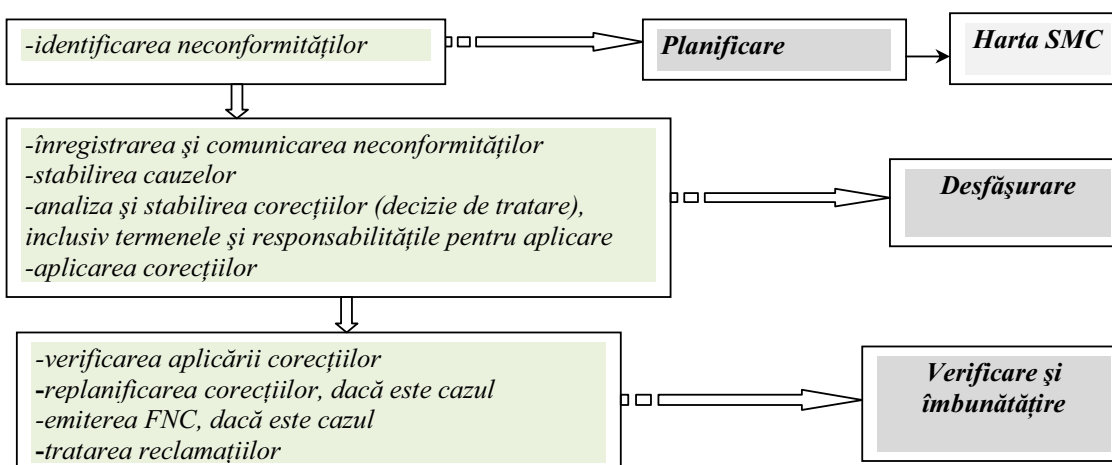 -identificarea neconformităților
Planificare
Harta SMC
-înregistrarea şi comunicarea neconformităților
-stabilirea cauzelor
-analiza şi stabilirea corecțiilor (decizie de tratare),
inclusiv termenele şi responsabilitățile pentru aplicare
-aplicarea corecțiilor
Desfăşurare
-verificarea aplicării corecțiilor
-replanificarea corecțiilor, dacă este cazul
-emiterea FNC, dacă este cazul
-tratarea reclamațiilor
Verificare şi
îmbunătățire